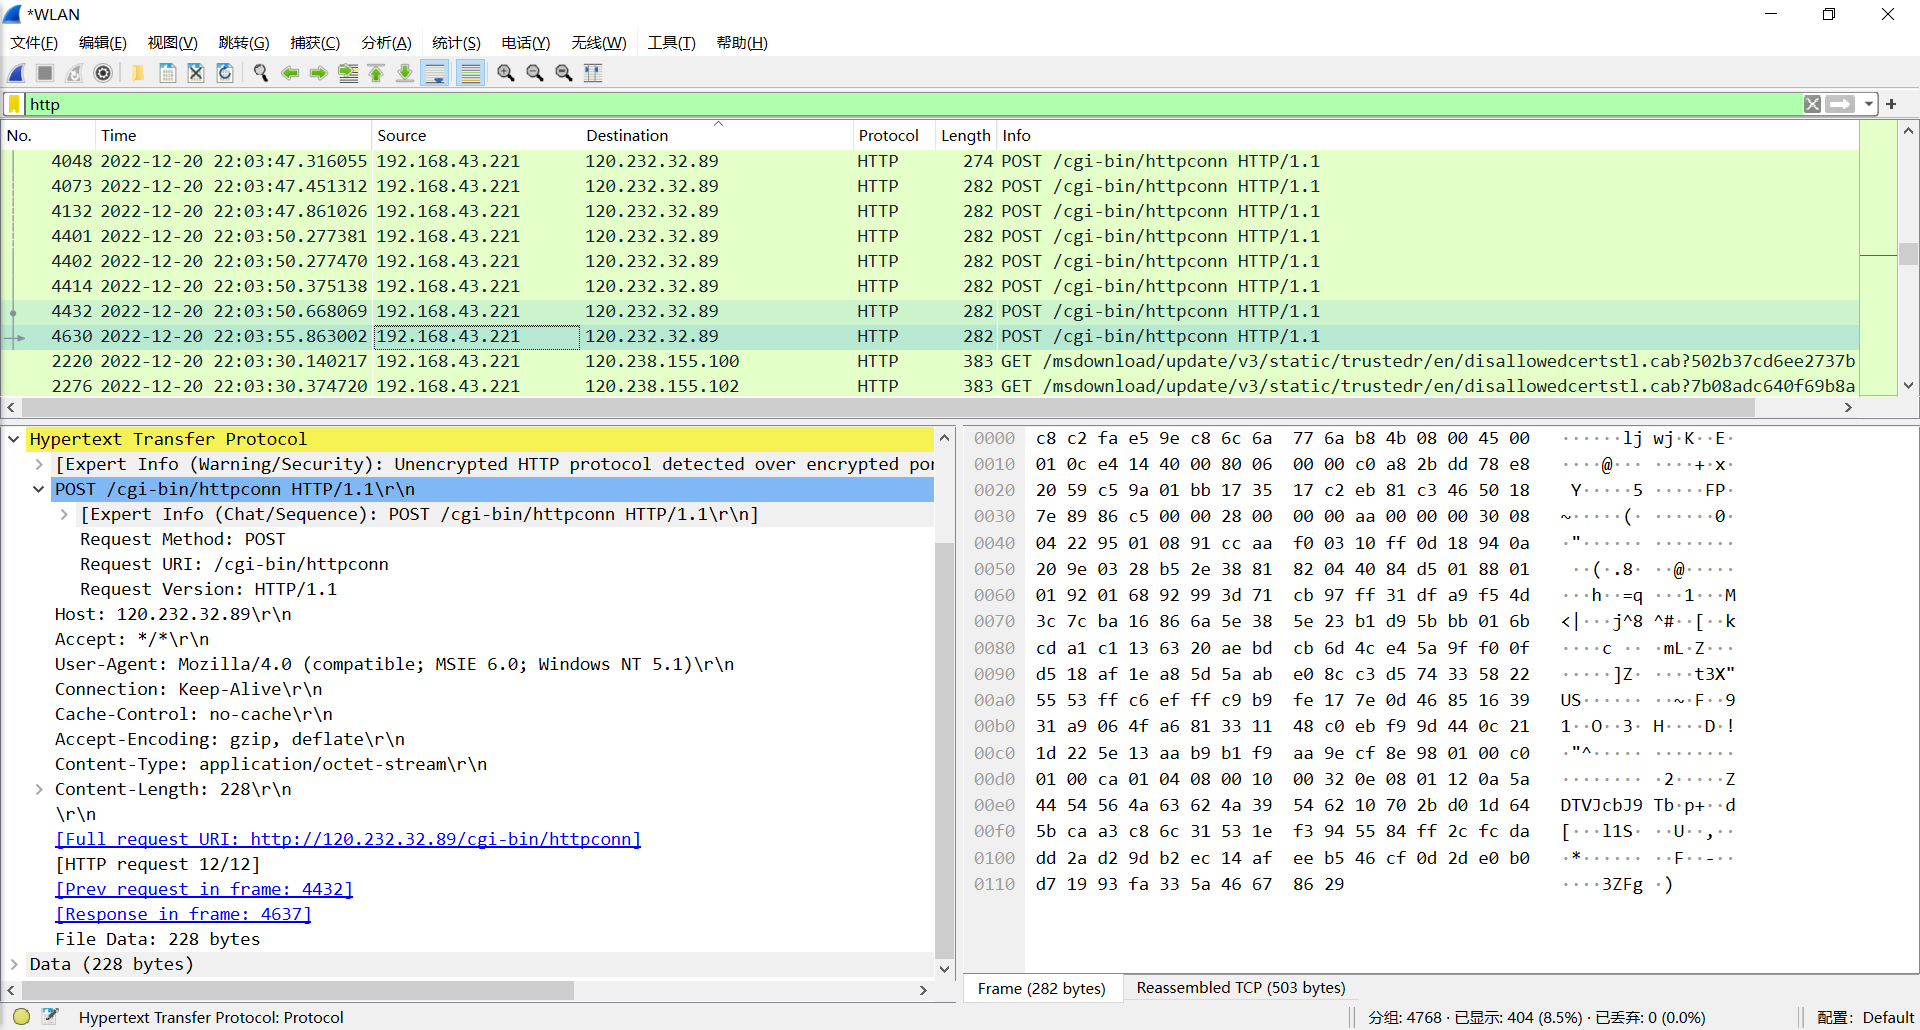 *WLAN
文件(F) 编辑(E) 视图(V) 跳转(G) 捕获(C) 分析(A) 统计(S) 电话(Y) 无线(W) 工具(T) 帮助(H)
http
No. Time Source Destination Protocol Length Info
4048 2022-12-20 22:03:47.316055 192.168.43.221 120.232.32.89 HTTP 274 POST /cgi-bin/httpconn HTTP/1.1
4073 2022-12-20 22:03:47.451312 192.168.43.221 120.232.32.89 HTTP 282 POST /cgi-bin/httpconn HTTP/1.1
4132 2022-12-20 22:03:47.861026 192.168.43.221 120.232.32.89 HTTP 282 POST /cgi-bin/httpconn HTTP/1.1
4401 2022-12-20 22:03:50.277381 192.168.43.221 120.232.32.89 HTTP 282 POST /cgi-bin/httpconn HTTP/1.1
4402 2022-12-20 22:03:50.277470 192.168.43.221 120.232.32.89 HTTP 282 POST /cgi-bin/httpconn HTTP/1.1
4414 2022-12-20 22:03:50.375138 192.168.43.221 120.232.32.89 HTTP 282 POST /cgi-bin/httpconn HTTP/1.1
4432 2022-12-20 22:03:50.668069 192.168.43.221 120.232.32.89 HTTP 282 POST /cgi-bin/httpconn HTTP/1.1
4630 2022-12-20 22:03:55.863002 192.168.43.221 120.232.32.89 HTTP 282 POST /cgi-bin/httpconn HTTP/1.1
2220 2022-12-20 22:03:30.140217 192.168.43.221 120.238.155.100 HTTP 383 GET /msdownload/update/v3/static/trustedr/en/disallowedcertstl.cab?502b37cd6ee2737b
2276 2022-12-20 22:03:30.374720 192.168.43.221 120.238.155.102 HTTP 383 GET /msdownload/update/v3/static/trustedr/en/disallowedcertstl.cab?7b08adc640f69b8a
Hypertext Transfer Protocol
[Expert Info (Warning/Security): Unencrypted HTTP protocol detected over encrypted por
POST /cgi-bin/httpconn HTTP/1.1\r\n
[Expert Info (Chat/Sequence): POST /cgi-bin/httpconn HTTP/1.1\r\n]
Request Method: POST
Request URI: /cgi-bin/httpconn
Request Version: HTTP/1.1
Host: 120.232.32.89\r\n
Accept: */*\r\n
User-Agent: Mozilla/4.0 (compatible; MSIE 6.0; Windows NT 5.1)\r\n
Connection: Keep-Alive\r\n
Cache-Control: no-cache\r\n
Accept-Encoding: gzip, deflate\r\n
Content-Type: application/octet-stream\r\n
Content-Length: 228\r\n
\r\n
[Full request URI: http://120.232.32.89/cgi-bin/httpconn]
[HTTP request 12/12]
[Prev request in frame: 4432]
[Response in frame: 4637]
File Data: 228 bytes
Data (228 bytes)
0000 c8 c2 fa e5 9e c8 6c 6a 77 6a b8 4b 08 00 45 00 ······lj wj·K··E·
0010 01 0c e4 14 40 00 80 06 00 00 c0 a8 2b dd 78 e8 ····@··· ····+·x·
0020 20 59 c5 9a 01 bb 17 35 17 c2 eb 81 c3 46 50 18 Y·····5 ·····FP·
0030 7e 89 86 c5 00 00 28 00 00 00 aa 00 00 00 30 08 ~·····(· ······0·
0040 04 22 95 01 08 91 cc aa f0 03 10 ff 0d 18 94 0a ·"······ ········
0050 20 9e 03 28 b5 2e 38 81 82 04 40 84 d5 01 88 01 ··(·.8· ··@·····
0060 01 92 01 68 92 99 3d 71 cb 97 ff 31 df a9 f5 4d ···h··=q ···1···M
0070 3c 7c ba 16 86 6a 5e 38 5e 23 b1 d9 5b bb 01 6b <|···j^8 ^#··[··k
0080 cd a1 c1 13 63 20 ae bd cb 6d 4c e4 5a 9f f0 0f ····c ·· ·mL·Z···
0090 d5 18 af 1e a8 5d 5a ab e0 8c c3 d5 74 33 58 22 ·····]Z· ····t3X"
00a0 55 53 ff c6 ef ff c9 b9 fe 17 7e 0d 46 85 16 39 US······ ··~·F··9
00b0 31 a9 06 4f a6 81 33 11 48 c0 eb f9 9d 44 0c 21 1··O··3· H····D·!
00c0 1d 22 5e 13 aa b9 b1 f9 aa 9e cf 8e 98 01 00 c0 ·"^····· ········
00d0 01 00 ca 01 04 08 00 10 00 32 0e 08 01 12 0a 5a ········ ·2·····Z
00e0 44 54 56 4a 63 62 4a 39 54 62 10 70 2b d0 1d 64 DTVJcbJ9 Tb·p+··d
00f0 5b ca a3 c8 6c 31 53 1e f3 94 55 84 ff 2c fc da [···l1S· ··U··,··
0100 dd 2a d2 9d b2 ec 14 af ee b5 46 cf 0d 2d e0 b0 ·*······ ··F··-··
0110 d7 19 93 fa 33 5a 46 67 86 29 ····3ZFg ·)
Frame (282 bytes) Reassembled TCP (503 bytes)
Hypertext Transfer Protocol: Protocol 分组: 4768 · 已显示: 404 (8.5%) · 已丢弃: 0 (0.0%) 配置: Default